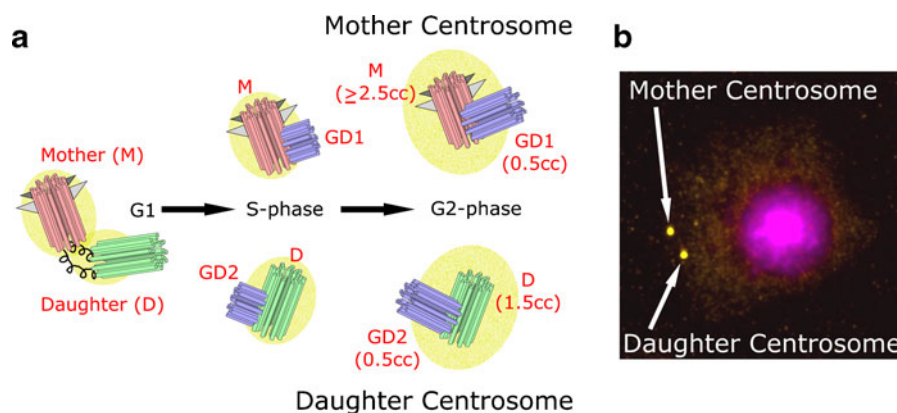 a
Mother Centrosome
M
M
(≥2.5cc)
GD1
GD1
(0.5cc)
Mother (M)
G1
S-phase
G2-phase
Daughter (D)
GD2
D
D
(1.5cc)
GD2
(0.5cc)
Daughter Centrosome
b
Mother Centrosome
Daughter Centrosome